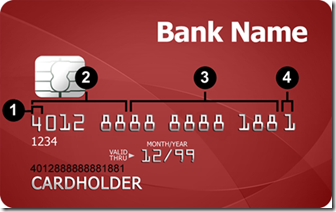 Bank Name
2 3 4
1
4012 8888 8888 1881
1234
MONTH/YEAR
VALID THRU 12/99
4012888888881881
CARDHOLDER